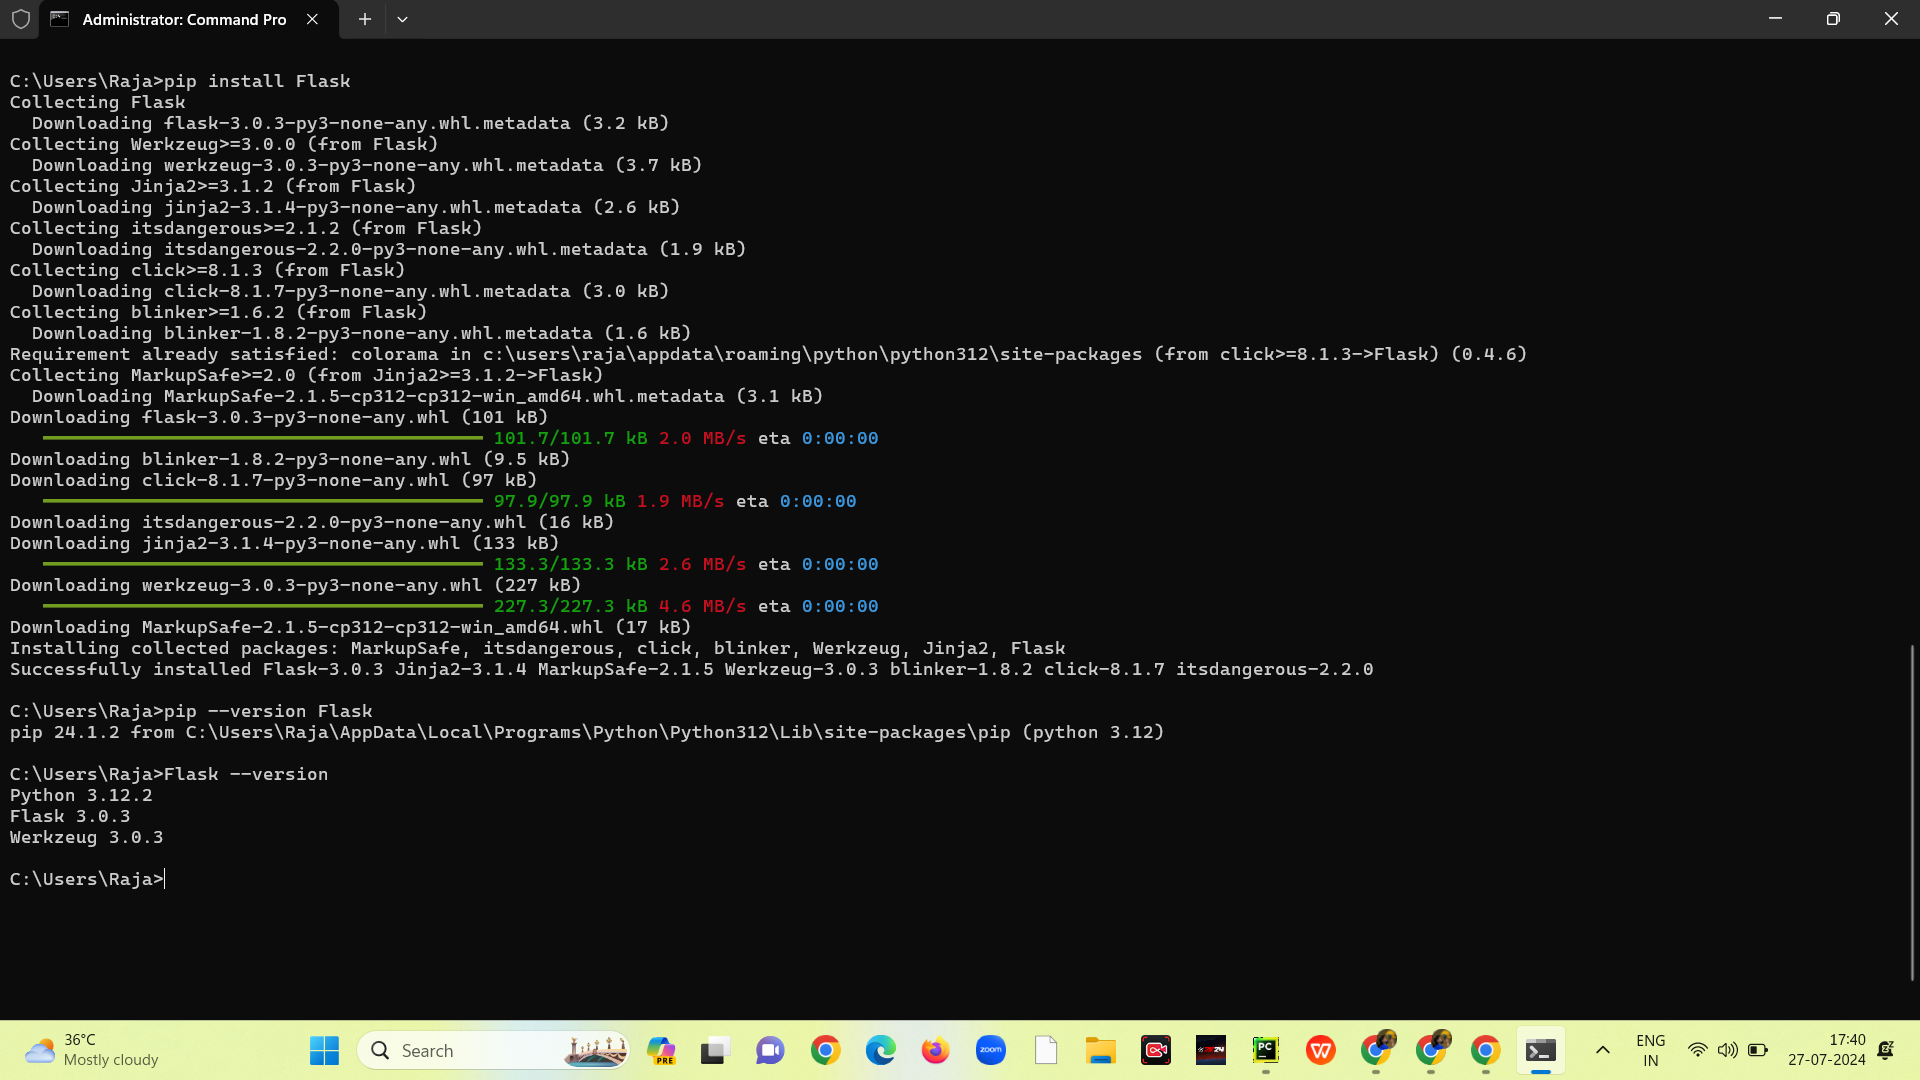 Administrator: Command Pro
C:\Users\Raja>pip install Flask
Collecting Flask
  Downloading flask-3.0.3-py3-none-any.whl.metadata (3.2 kB)
Collecting Werkzeug>=3.0.0 (from Flask)
  Downloading werkzeug-3.0.3-py3-none-any.whl.metadata (3.7 kB)
Collecting Jinja2>=3.1.2 (from Flask)
  Downloading jinja2-3.1.4-py3-none-any.whl.metadata (2.6 kB)
Collecting itsdangerous>=2.1.2 (from Flask)
  Downloading itsdangerous-2.2.0-py3-none-any.whl.metadata (1.9 kB)
Collecting click>=8.1.3 (from Flask)
  Downloading click-8.1.7-py3-none-any.whl.metadata (3.0 kB)
Collecting blinker>=1.6.2 (from Flask)
  Downloading blinker-1.8.2-py3-none-any.whl.metadata (1.6 kB)
Requirement already satisfied: colorama in c:\users\raja\appdata\roaming\python\python312\site-packages (from click>=8.1.3->Flask) (0.4.6)
Collecting MarkupSafe>=2.0 (from Jinja2>=3.1.2->Flask)
  Downloading MarkupSafe-2.1.5-cp312-cp312-win_amd64.whl.metadata (3.1 kB)
Downloading flask-3.0.3-py3-none-any.whl (101 kB)
101.7/101.7 kB 2.0 MB/s eta 0:00:00
Downloading blinker-1.8.2-py3-none-any.whl (9.5 kB)
Downloading click-8.1.7-py3-none-any.whl (97 kB)
97.9/97.9 kB 1.9 MB/s eta 0:00:00
Downloading itsdangerous-2.2.0-py3-none-any.whl (16 kB)
Downloading jinja2-3.1.4-py3-none-any.whl (133 kB)
133.3/133.3 kB 2.6 MB/s eta 0:00:00
Downloading werkzeug-3.0.3-py3-none-any.whl (227 kB)
227.3/227.3 kB 4.6 MB/s eta 0:00:00
Downloading MarkupSafe-2.1.5-cp312-cp312-win_amd64.whl (17 kB)
Installing collected packages: MarkupSafe, itsdangerous, click, blinker, Werkzeug, Jinja2, Flask
Successfully installed Flask-3.0.3 Jinja2-3.1.4 MarkupSafe-2.1.5 Werkzeug-3.0.3 blinker-1.8.2 click-8.1.7 itsdangerous-2.2.0
C:\Users\Raja>pip --version Flask
pip 24.1.2 from C:\Users\Raja\AppData\Local\Programs\Python\Python312\Lib\site-packages\pip (python 3.12)
C:\Users\Raja>Flask --version
Python 3.12.2
Flask 3.0.3
Werkzeug 3.0.3
C:\Users\Raja>
36°C
Mostly cloudy
Search
PRE
zoom
24
PC
W
ENG
IN
17:40
27-07-2024